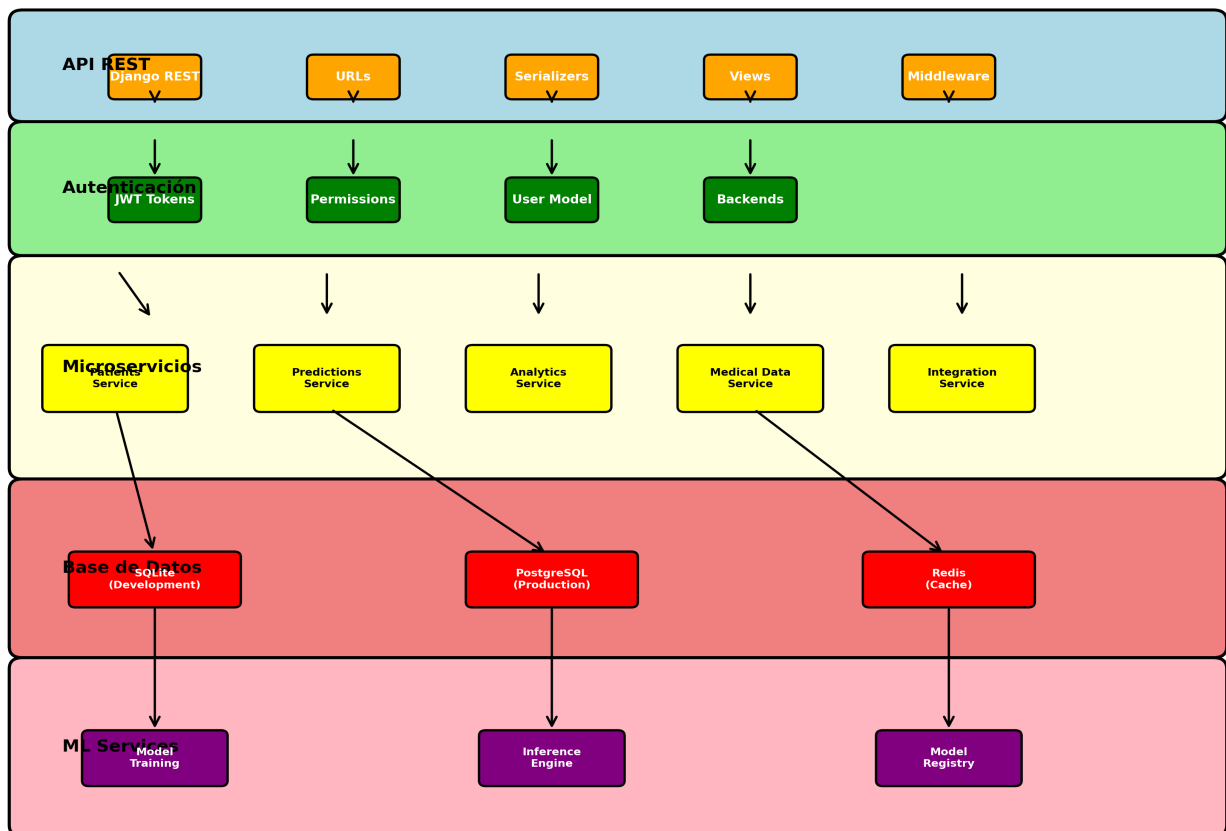 API REST
Django REST
URLs
Serializers
Views
Middleware
Autenticación
JWT Tokens
Permissions
User Model
Backends
Microservicios
Patients
Service
Predictions
Service
Analytics
Service
Medical Data
Service
Integration
Service
Base de Datos
SQLite
(Development)
PostgreSQL
(Production)
Redis
(Cache)
ML Services
Model
Training
Inference
Engine
Model
Registry